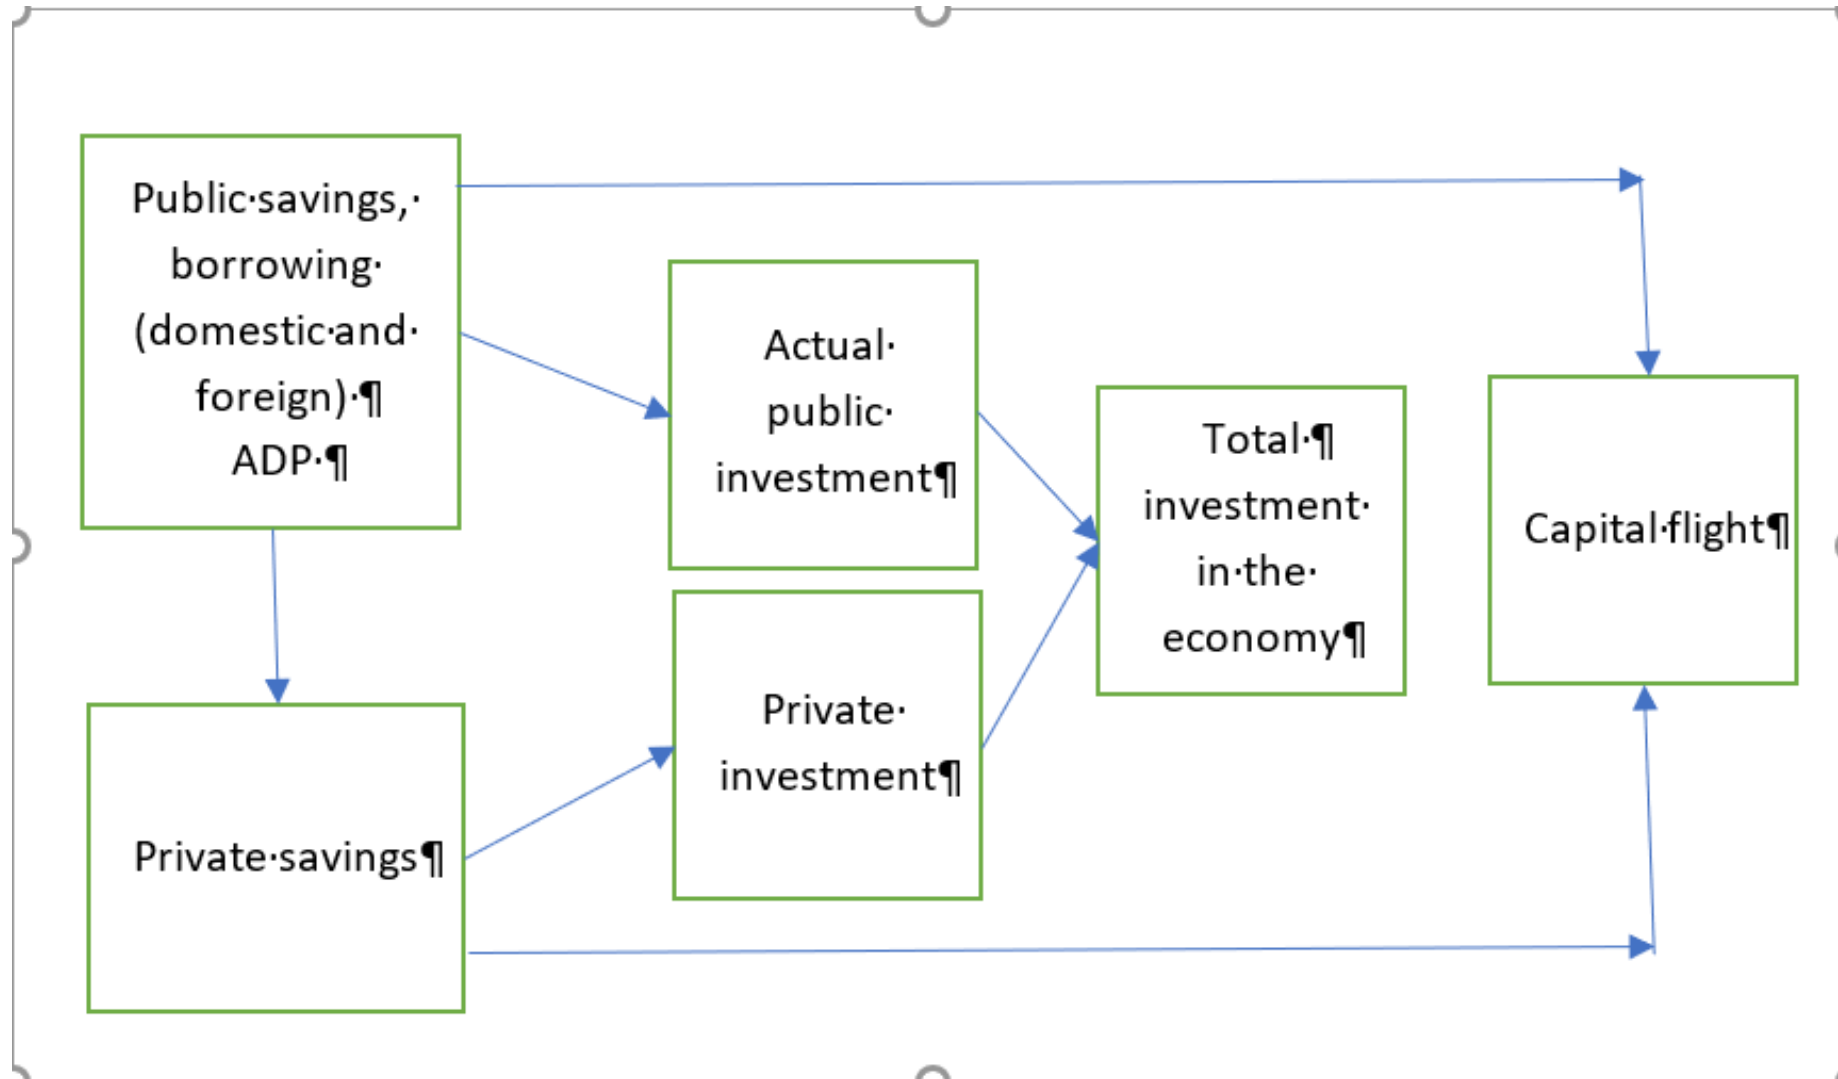 Public·savings,·
borrowing·
(domestic·and·
foreign)·¶
ADP·¶
Actual·
public·
investment¶
Total·¶
investment·
in·the·
economy¶
Capital·flight¶
Private·
investment¶
Private·savings¶